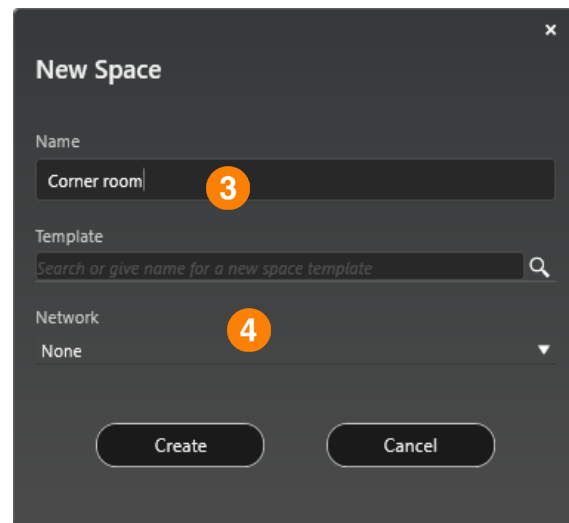 ×
New Space
Name
Corner room
3
Template
Search or give name for a new space template
Network
4
None
Create Cancel